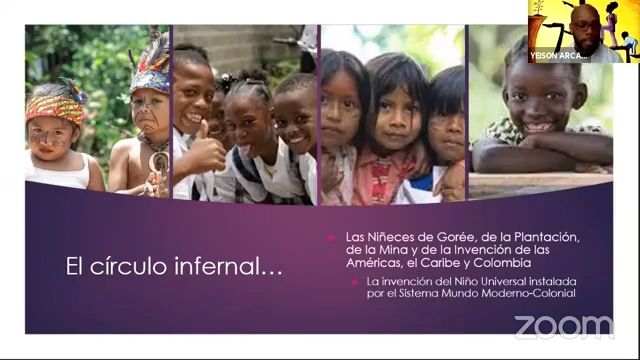 YEISON ARCA...
El círculo infernal...
Las Niñeces de Gorée, de la Plantación,
de la Mina y de la Invención de las
Américas, el Caribe y Colombia
La invención del Niño Universal instalada
por el Sistema Mundo Moderno-Colonial
zoom